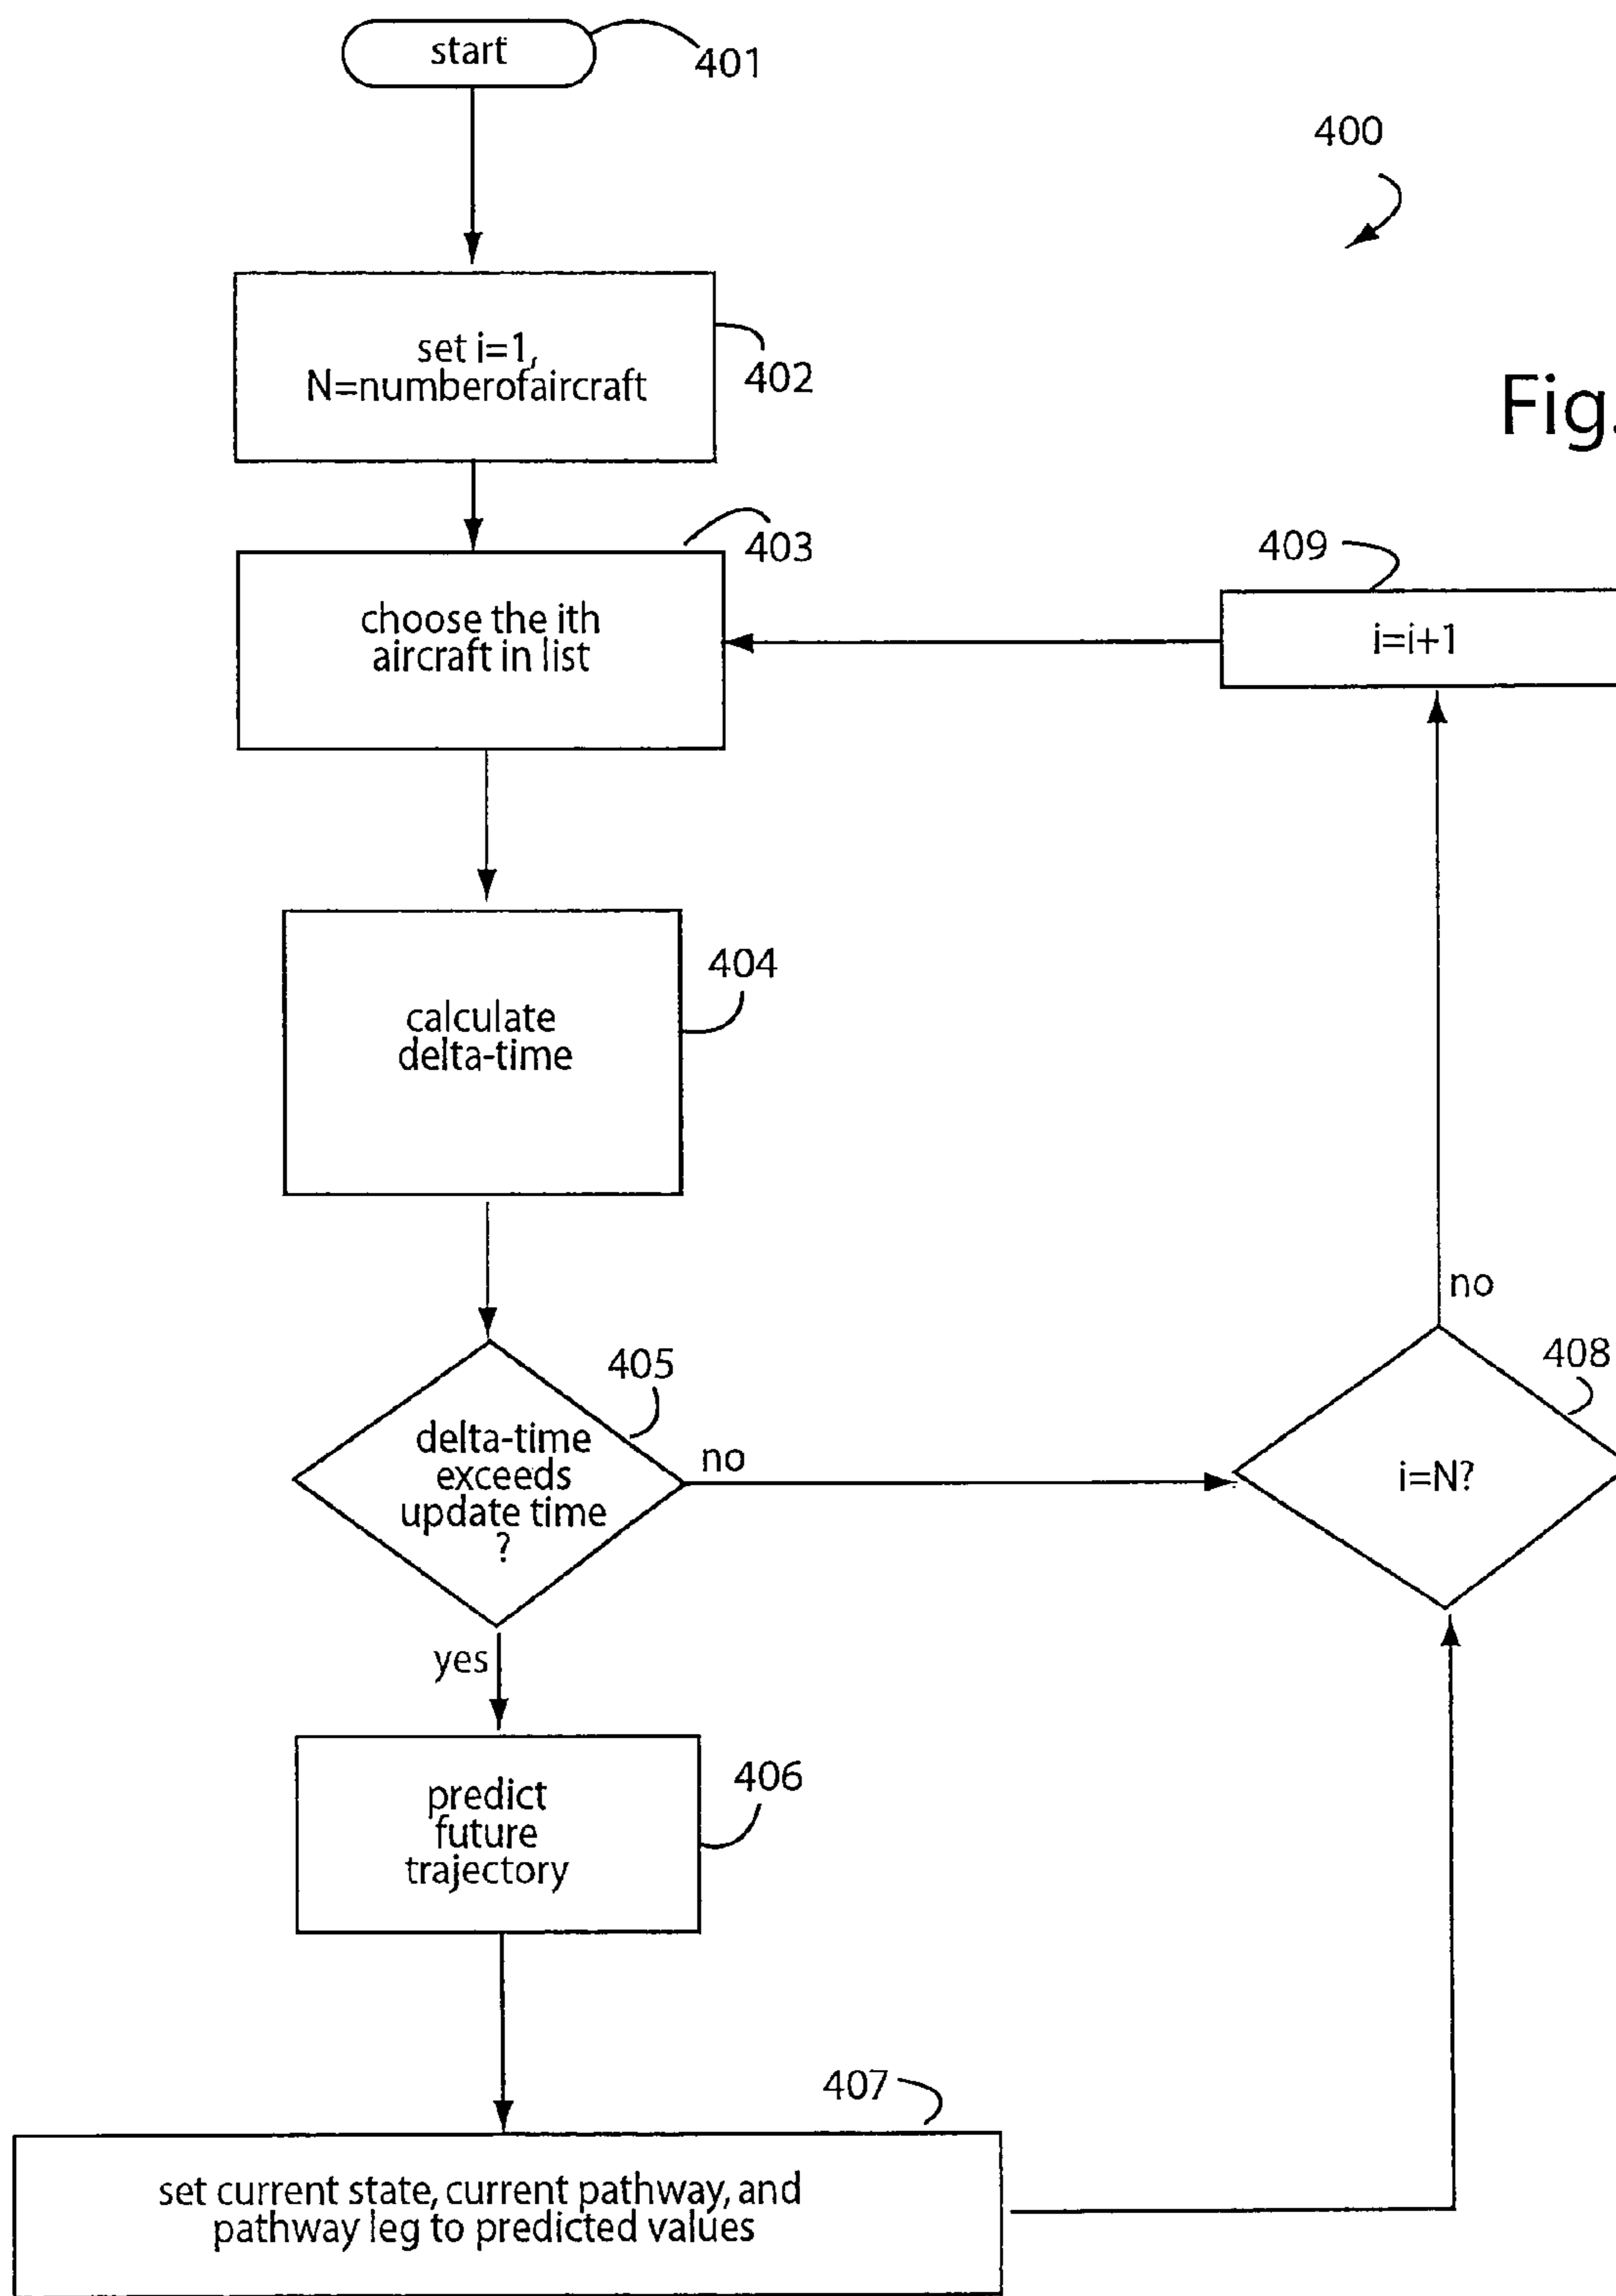 start
401
400
set i=1,
N=numberofaircraft
402
Fig.
403
choose the ith
aircraft in list
409
i=i+1
404
calculate
delta-time
no
405
408
delta-time
exceeds
update time
?
no
i=N?
yes
406
predict
future
trajectory
407
set current state, current pathway, and
pathway leg to predicted values